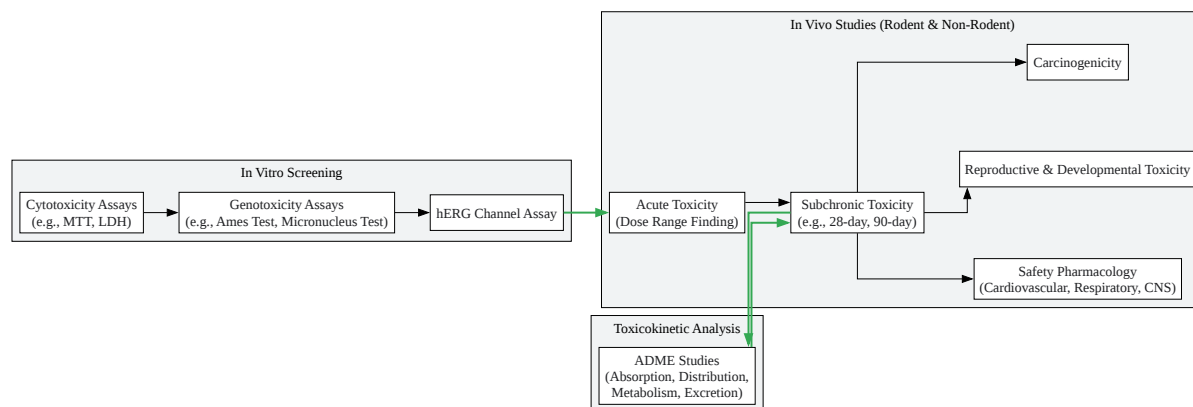 In Vivo Studies (Rodent & Non-Rodent)
Carcinogenicity
In Vitro Screening
Reproductive & Developmental Toxicity
Cytotoxicity Assays
(e.g., MTT, LDH)
Genotoxicity Assays
(e.g., Ames Test, Micronucleus Test)
hERG Channel Assay
Acute Toxicity
(Dose Range Finding)
Subchronic Toxicity
(e.g., 28-day, 90-day)
Safety Pharmacology
(Cardiovascular, Respiratory, CNS)
Toxicokinetic Analysis
ADME Studies
(Absorption, Distribution,
Metabolism, Excretion)